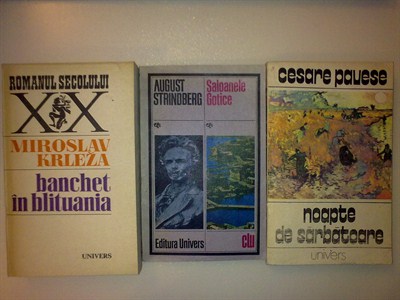 ROMANUL SECOLULUI
XX
MIROSLAV
KRLEŽA
banchet
în blituania
UNIVERS
AUGUST
STRINDBERG
Saloanele
Gotice
Editura Univers
cesare pavese
noapte
de sărbătoare
univers